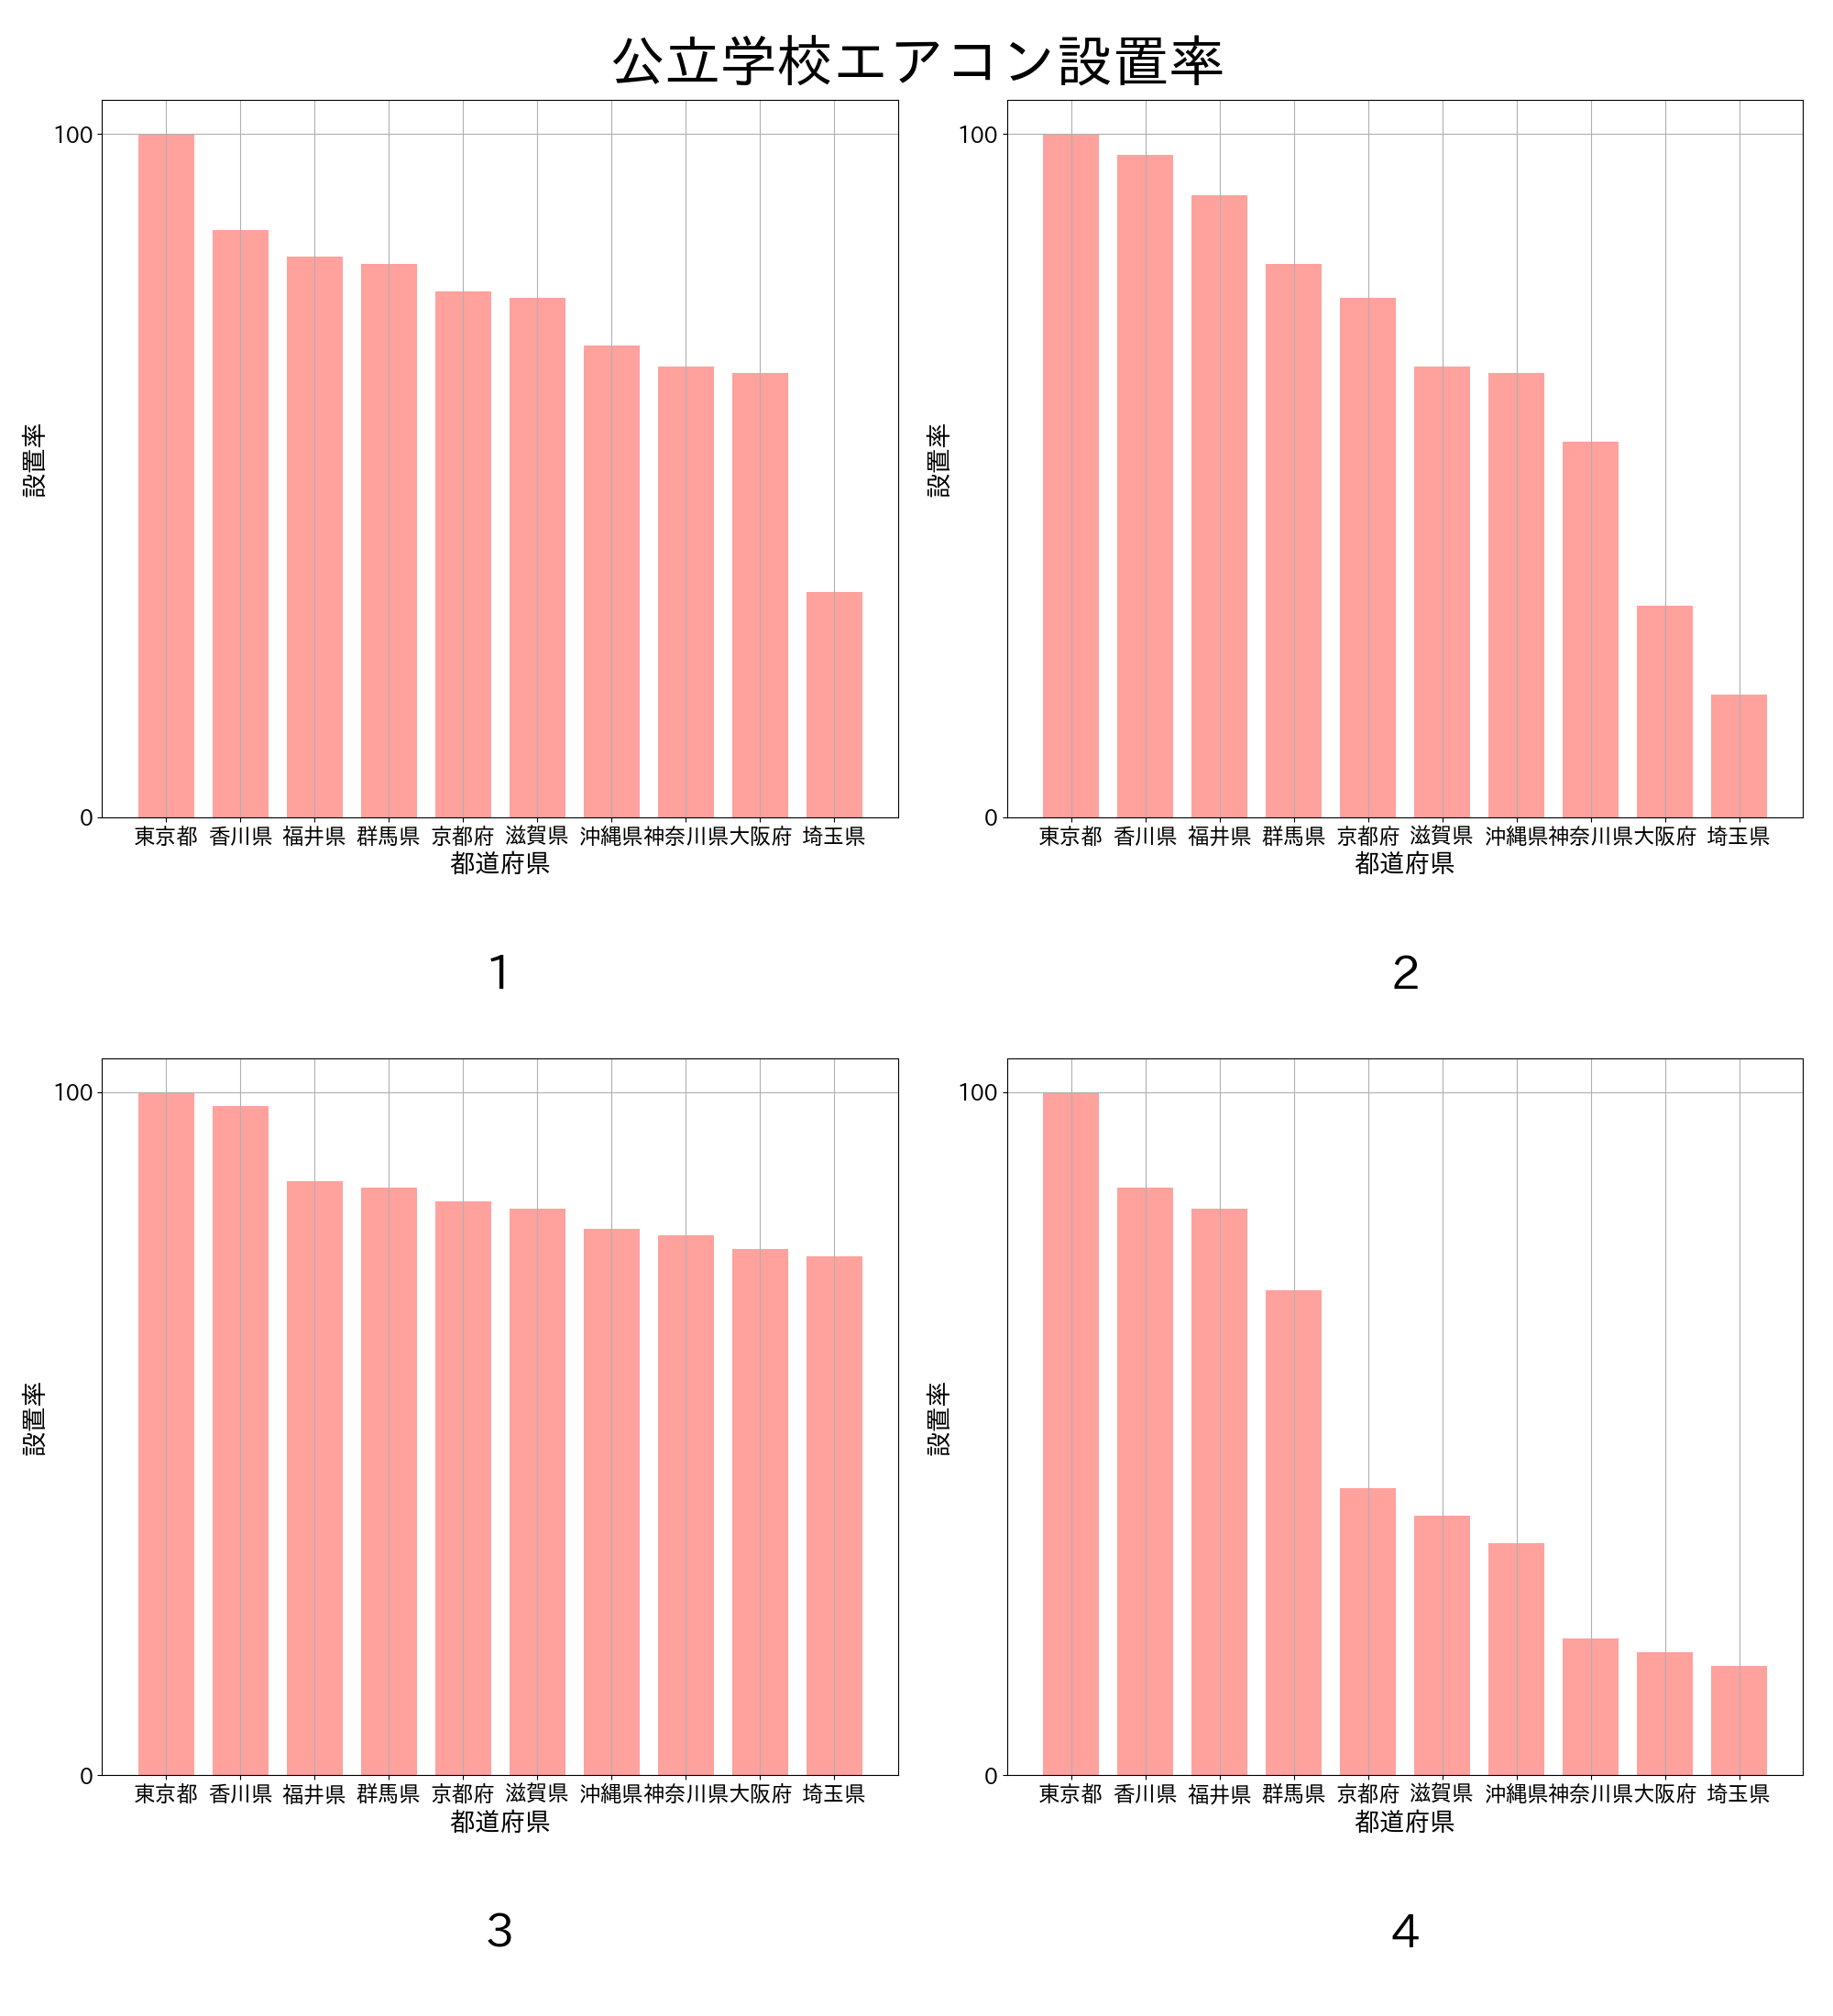 公立学校エアコン設置率
100
設置率
0
東京都 香川県 福井県 群馬県 京都府 滋賀県 沖縄県 神奈川県 大阪府 埼玉県
都道府県
1
100
設置率
0
東京都 香川県 福井県 群馬県 京都府 滋賀県 沖縄県 神奈川県 大阪府 埼玉県
都道府県
2
100
設置率
0
東京都 香川県 福井県 群馬県 京都府 滋賀県 沖縄県 神奈川県 大阪府 埼玉県
都道府県
3
100
設置率
0
東京都 香川県 福井県 群馬県 京都府 滋賀県 沖縄県 神奈川県 大阪府 埼玉県
都道府県
4